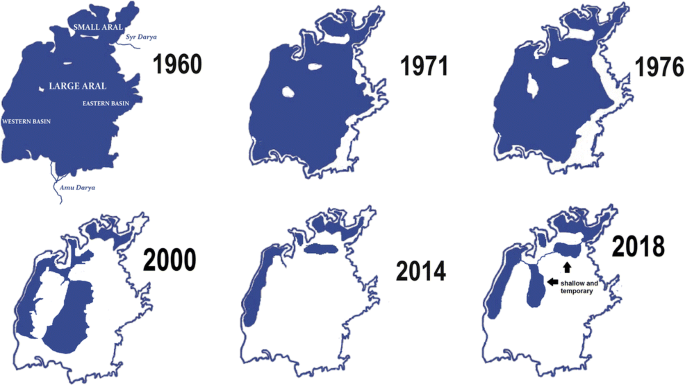 SMALL ARAL
Syr Darya
1960
LARGE ARAL
EASTERN BASIN
WESTERN BASIN
Amu Darya
1971
1976
2000
2014
2018
shallow and
temporary